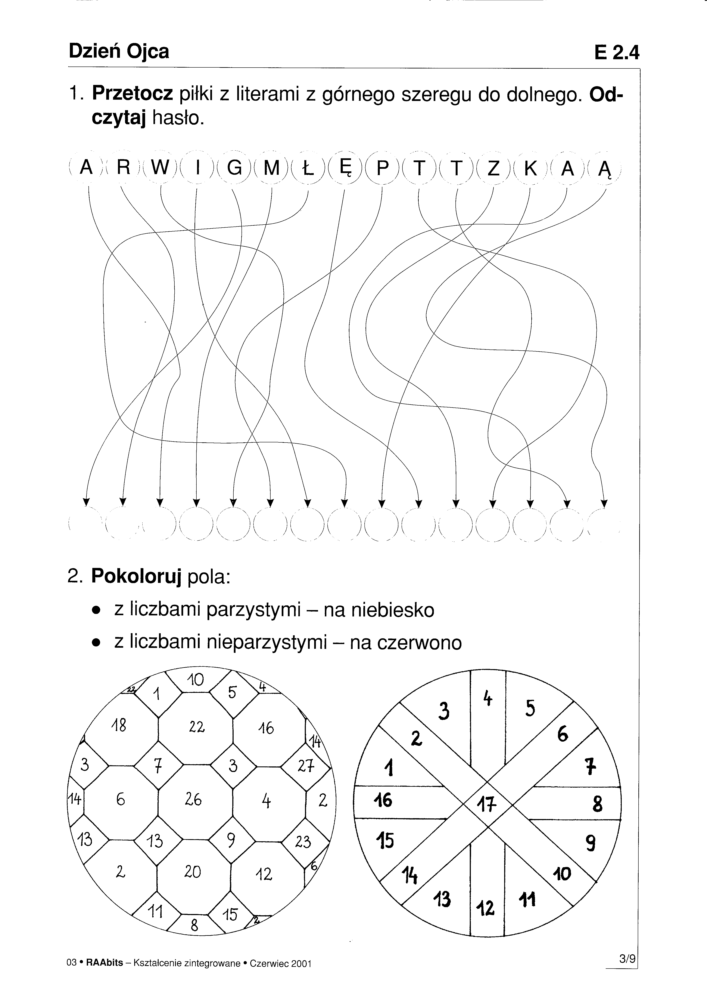 Dzień Ojca E 2.4
1. Przetocz piłki z literami z górnego szeregu do dolnego. Od-
czytaj hasło.
A R W I G M Ł Ę P T T Z K A Ą
2. Pokoloruj pola:
• z liczbami parzystymi – na niebiesko
• z liczbami nieparzystymi – na czerwono
22 1 10 5 4
18 22 16 14
3 7 3 27
14 6 26 4 2
13 13 9 23
2 20 12 6
11 8 15 2
3 4 5
2 6
1 7
16 17 8
15 9
14 10
13 12 11
03 • RAAbits – Kształcenie zintegrowane • Czerwiec 2001
3/9